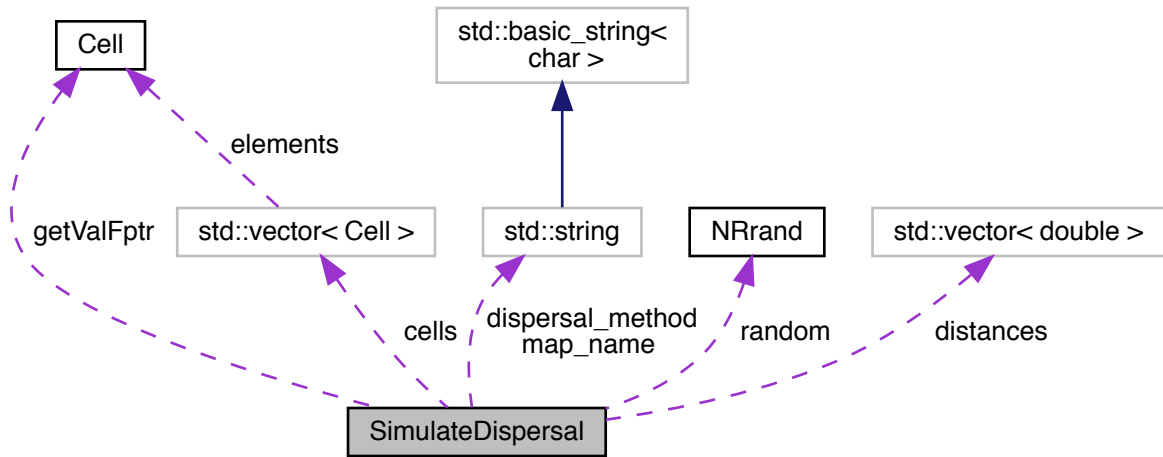 std::basic_string<
char >
Cell
elements
getValFptr
std::vector< Cell >
std::string
NRrand
std::vector< double >
cells
dispersal_method
map_name
random
distances
SimulateDispersal